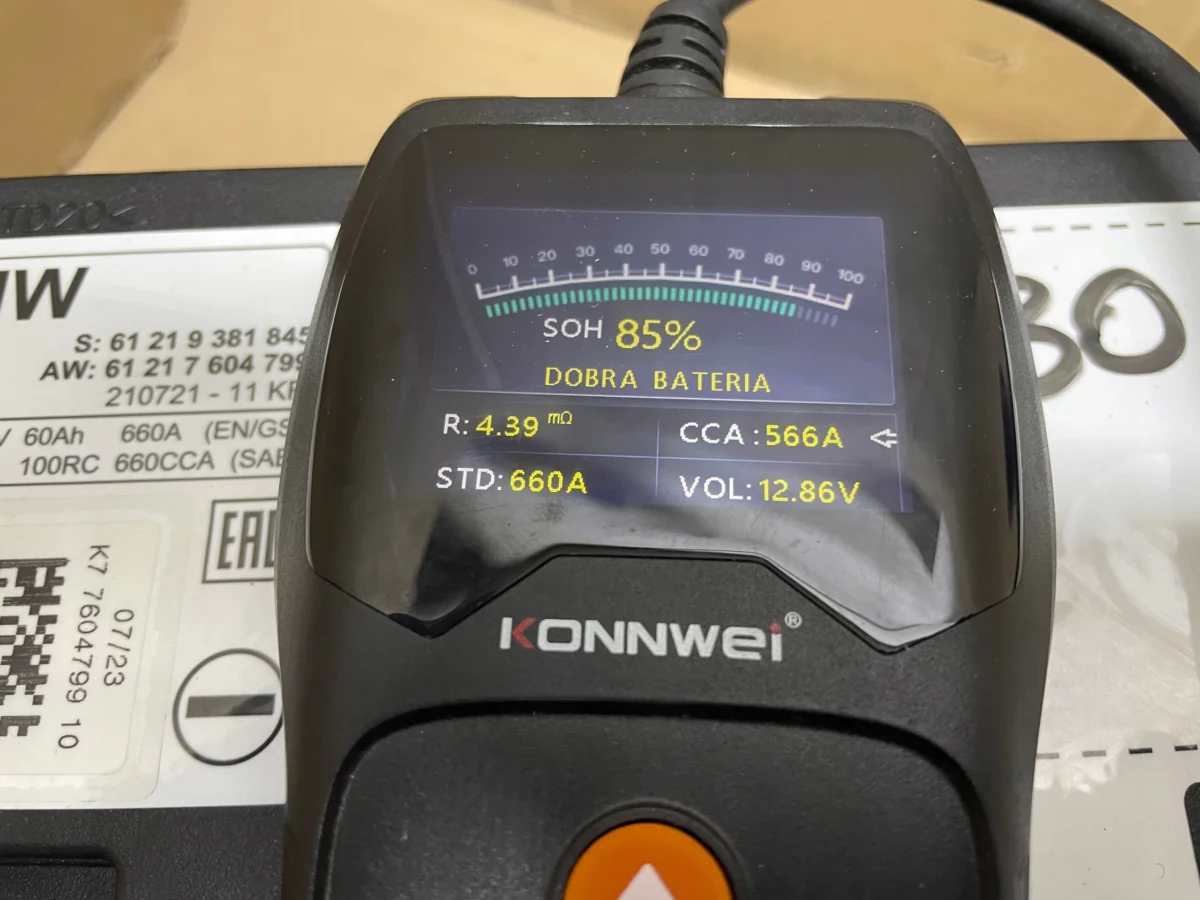 0 10 20 30 40 50 60 70 80 90 100
SOH 85%
DOBRA BATERIA
R: 4.39 mΩ
CCA : 566A
STD: 660A
VOL: 12.86V
KONNWEI®
S: 61 21 9 381 845
AW: 61 21 7 604 799
210721 - 11
60Ah 660A (EN/
100RC 660CCA
EAC
07/23
K7 7604799 10
80